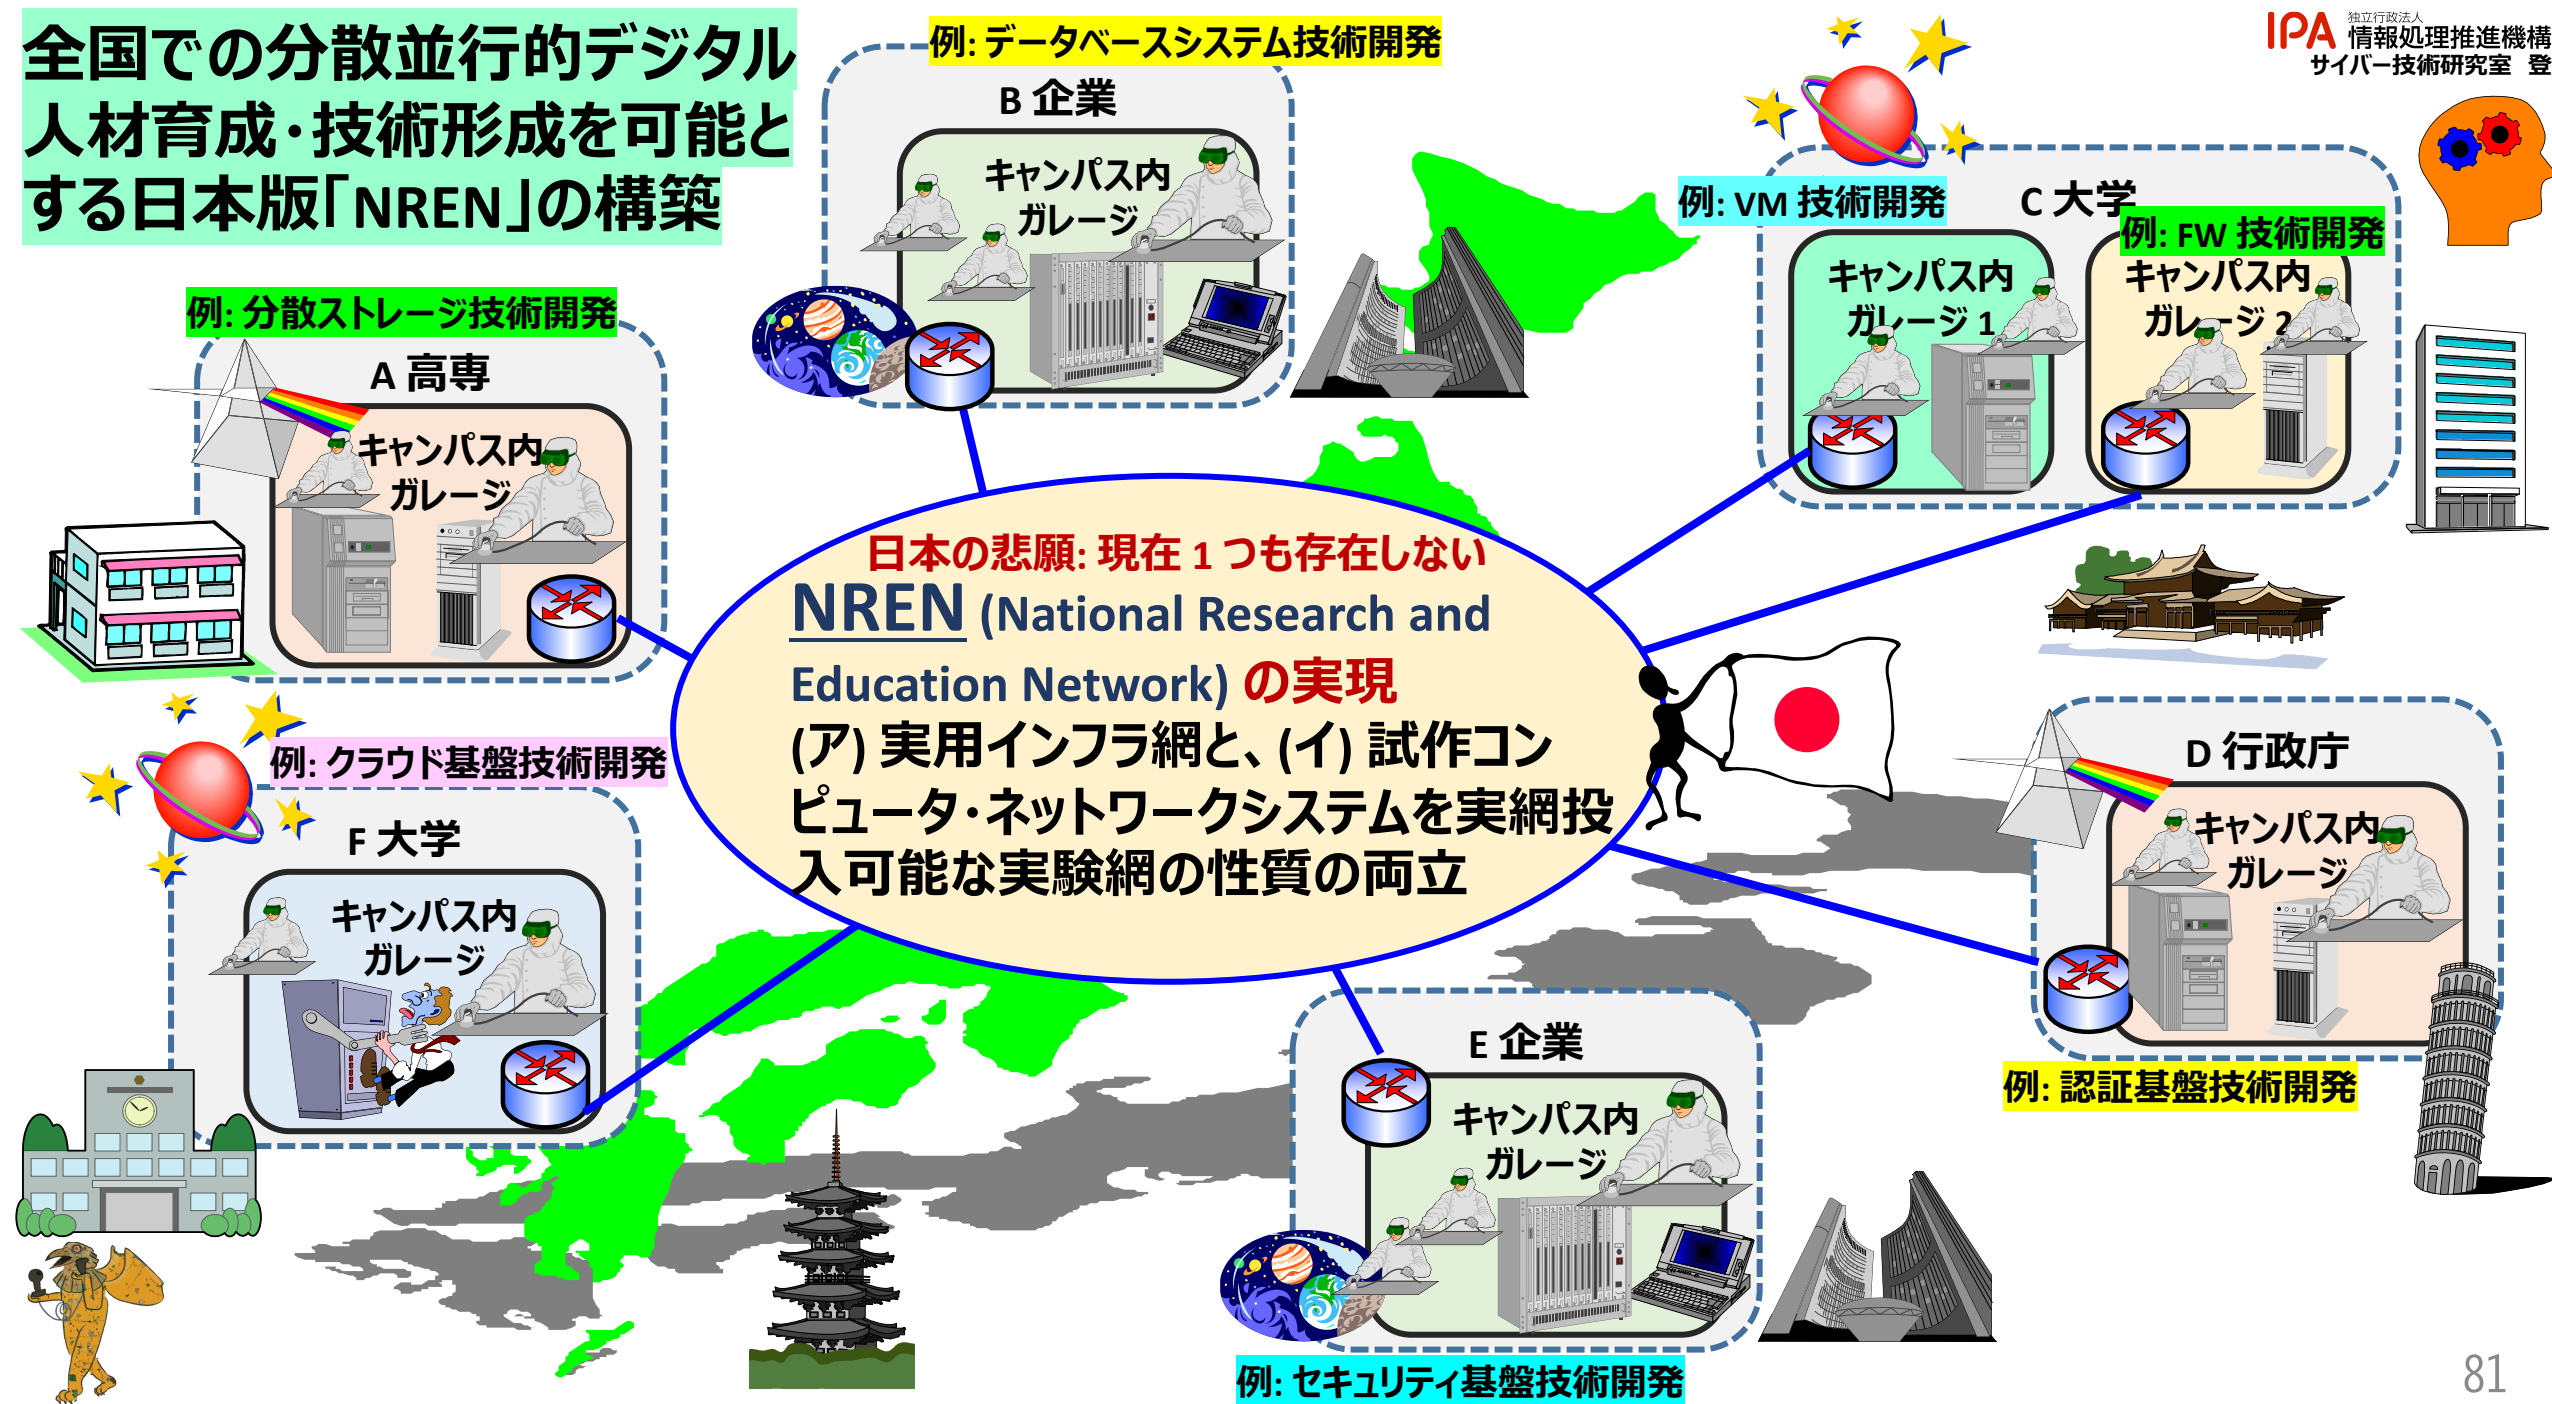 全国での分散並行的デジタル
人材育成・技術形成を可能と
する日本版「NREN」の構築
IPA
独立行政法人
情報処理推進機構
サイバー技術研究室 登
例: データベースシステム技術開発
B 企業
キャンパス内
ガレージ
例: VM 技術開発
C 大学
例: FW 技術開発
キャンパス内
ガレージ 1
キャンパス内
ガレージ 2
例: 分散ストレージ技術開発
A 高専
キャンパス内
ガレージ
日本の悲願: 現在 1 つも存在しない
NREN (National Research and
Education Network) の実現
(ア) 実用インフラ網と、(イ) 試作コン
ピュータ・ネットワークシステムを実網投
入可能な実験網の性質の両立
例: クラウド基盤技術開発
F 大学
キャンパス内
ガレージ
D 行政庁
キャンパス内
ガレージ
例: 認証基盤技術開発
E 企業
キャンパス内
ガレージ
例: セキュリティ基盤技術開発
81